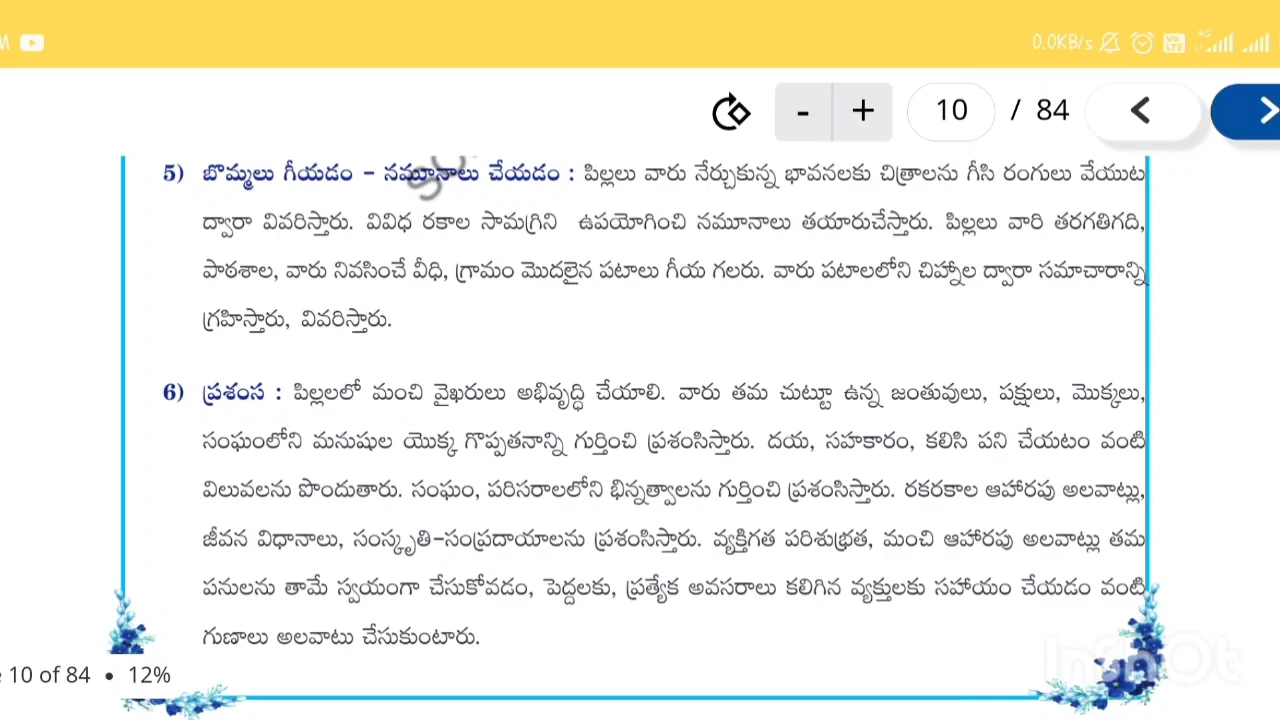 M
0.0KB/s Vo LTE 4G
- + 10 / 84
5) బొమ్మలు గీయడం - నమూనాలు చేయడం : పిల్లలు వారు నేర్చుకున్న భావనలకు చిత్రాలను గీసి రంగులు వేయుట
ద్వారా వివరిస్తారు. వివిధ రకాల సామగ్రిని ఉపయోగించి నమూనాలు తయారుచేస్తారు. పిల్లలు వారి తరగతిగది,
పాఠశాల, వారు నివసించే వీధి, గ్రామం మొదలైన పటాలు గీయ గలరు. వారు పటాలలోని చిహ్నాల ద్వారా సమాచారాన్ని
గ్రహిస్తారు, వివరిస్తారు.
6) ప్రశంస : పిల్లలలో మంచి వైఖరులు అభివృద్ధి చేయాలి. వారు తమ చుట్టూ ఉన్న జంతువులు, పక్షులు, మొక్కలు,
సంఘంలోని మనుషుల యొక్క గొప్పతనాన్ని గుర్తించి ప్రశంసిస్తారు. దయ, సహకారం, కలిసి పని చేయటం వంటి
విలువలను పొందుతారు. సంఘం, పరిసరాలలోని భిన్నత్వాలను గుర్తించి ప్రశంసిస్తారు. రకరకాల ఆహారపు అలవాట్లు,
జీవన విధానాలు, సంస్కృతి-సంప్రదాయాలను ప్రశంసిస్తారు. వ్యక్తిగత పరిశుభ్రత, మంచి ఆహారపు అలవాట్లు తమ
పనులను తామే స్వయంగా చేసుకోవడం, పెద్దలకు, ప్రత్యేక అవసరాలు కలిగిన వ్యక్తులకు సహాయం చేయడం వంటి
గుణాలు అలవాటు చేసుకుంటారు.
InShOt
e 10 of 84 • 12%